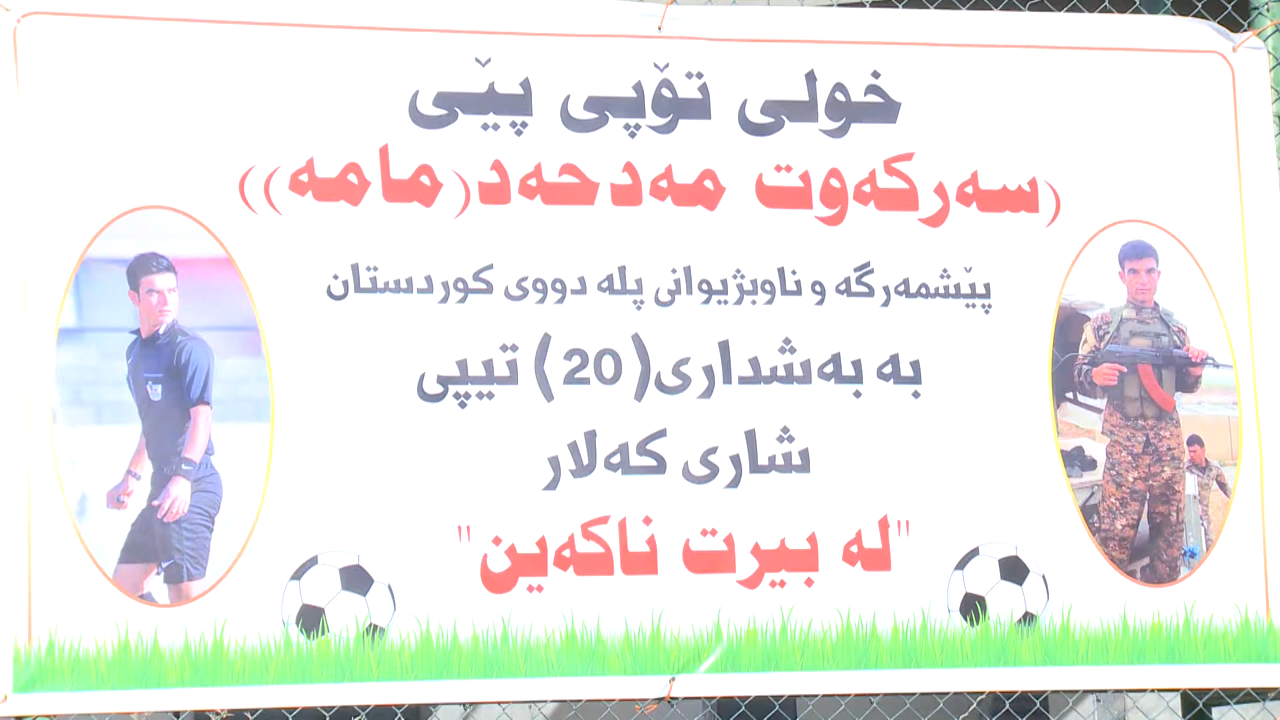 خولی تۆپی پێی
(سەرکەوت مەدحەد(مامە))
پێشمەرگە و ناوبژیوانی پلە دووی کوردستان
بە بەشداری(20) تیپی
شاری کەلار
"لە بیرت ناکەین"